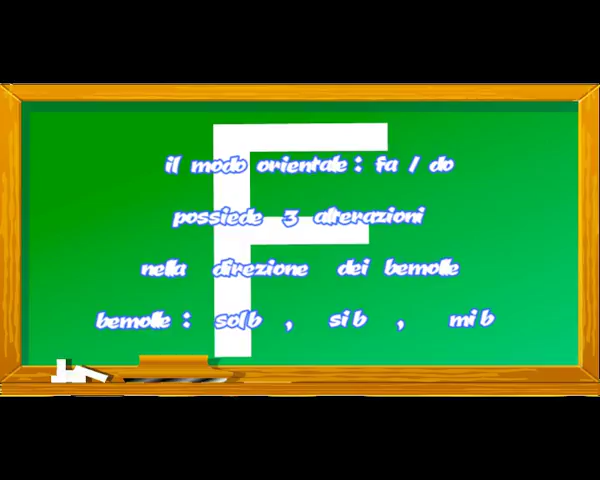 F
il modo orientale : fa / do
possiede 3 alterazioni
nella direzione dei bemolle
bemolle : sol b , si b , mi b